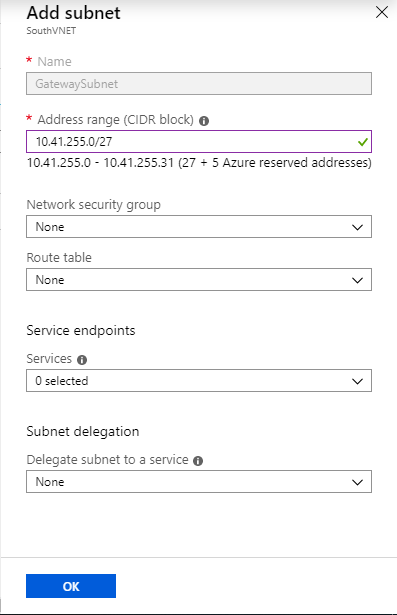 Add subnet
SouthVNET
* Name
GatewaySubnet
* Address range (CIDR block)
10.41.255.0/27
10.41.255.0 - 10.41.255.31 (27 + 5 Azure reserved addresses)
Network security group
None
Route table
None
Service endpoints
Services
0 selected
Subnet delegation
Delegate subnet to a service
None
OK